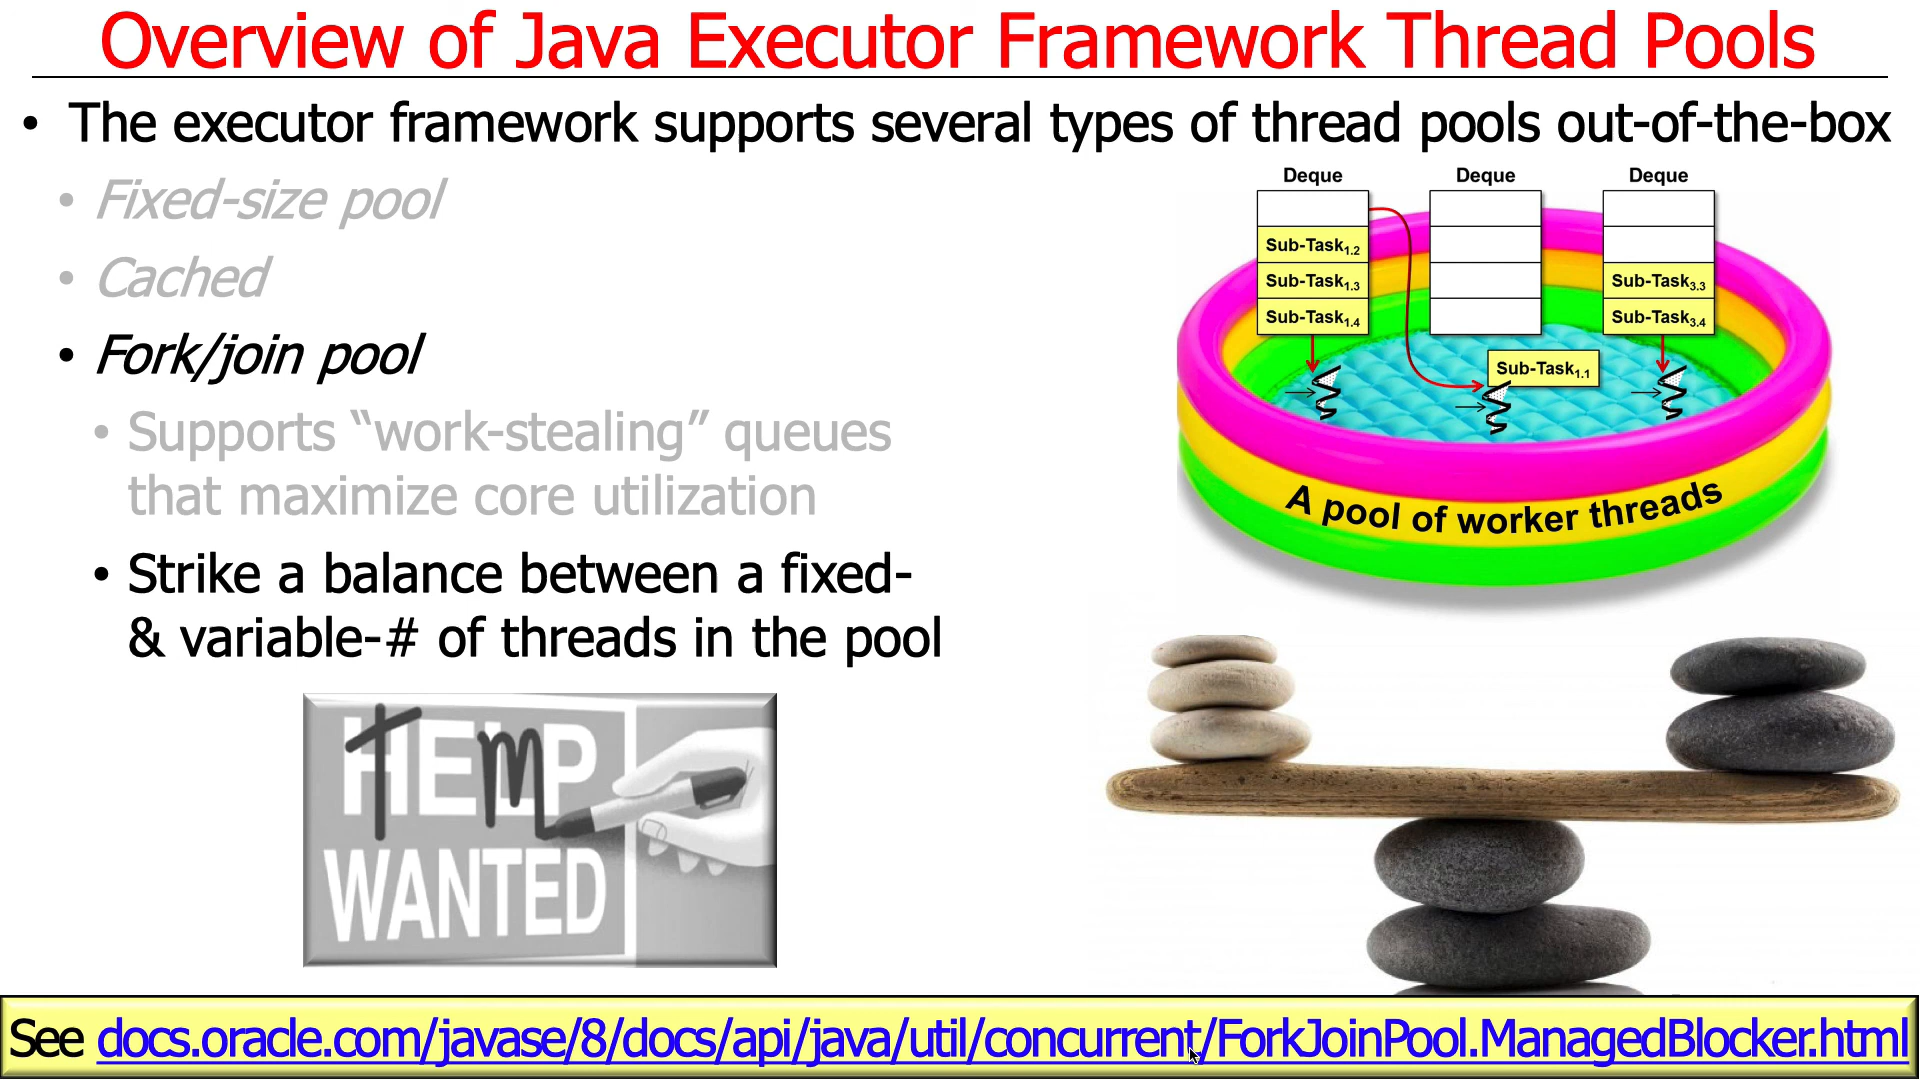 Overview of Java Executor Framework Thread Pools
• The executor framework supports several types of thread pools out-of-the-box
• Fixed-size pool
• Cached
• Fork/join pool
• Supports “work-stealing” queues
that maximize core utilization
• Strike a balance between a fixed-
& variable-# of threads in the pool
Deque Deque Deque
Sub-Task1.2
Sub-Task1.3 Sub-Task3.3
Sub-Task1.4 Sub-Task3.4
Sub-Task1.1
A pool of worker threads
HELP
T m
WANTED
See docs.oracle.com/javase/8/docs/api/java/util/concurrent/ForkJoinPool.ManagedBlocker.html